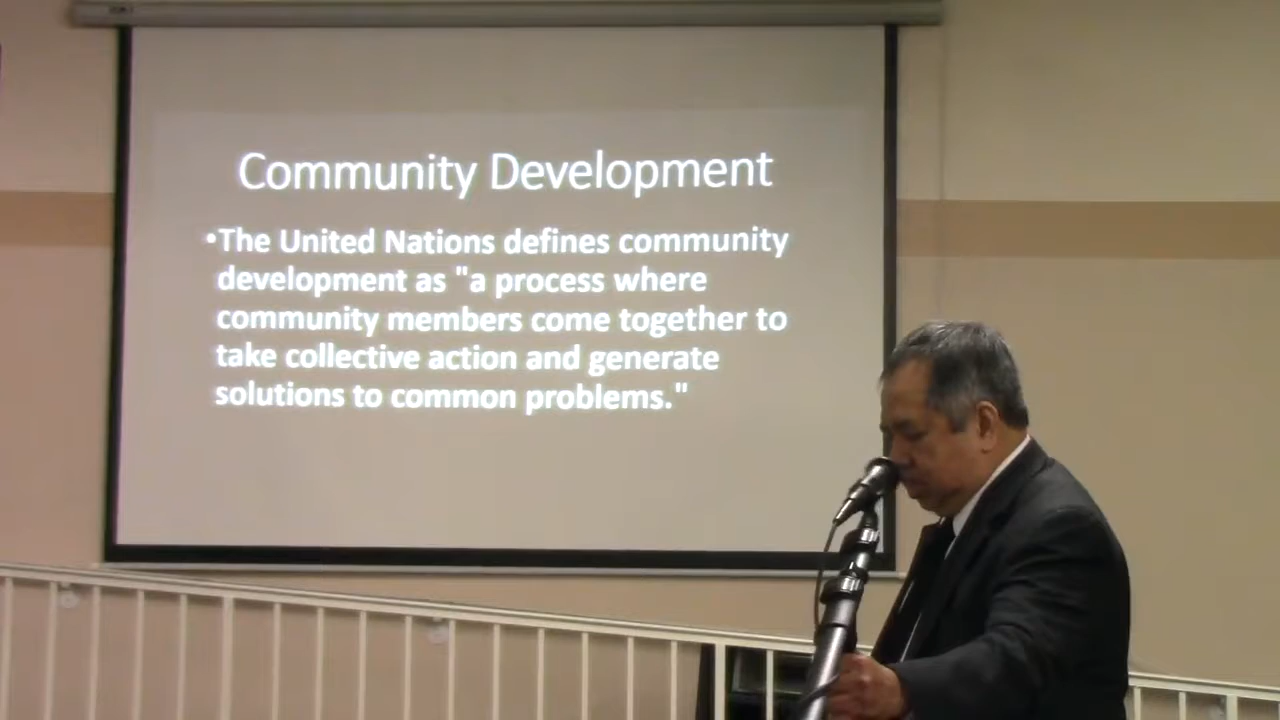 Community Development
•The United Nations defines community
development as "a process where
community members come together to
take collective action and generate
solutions to common problems."